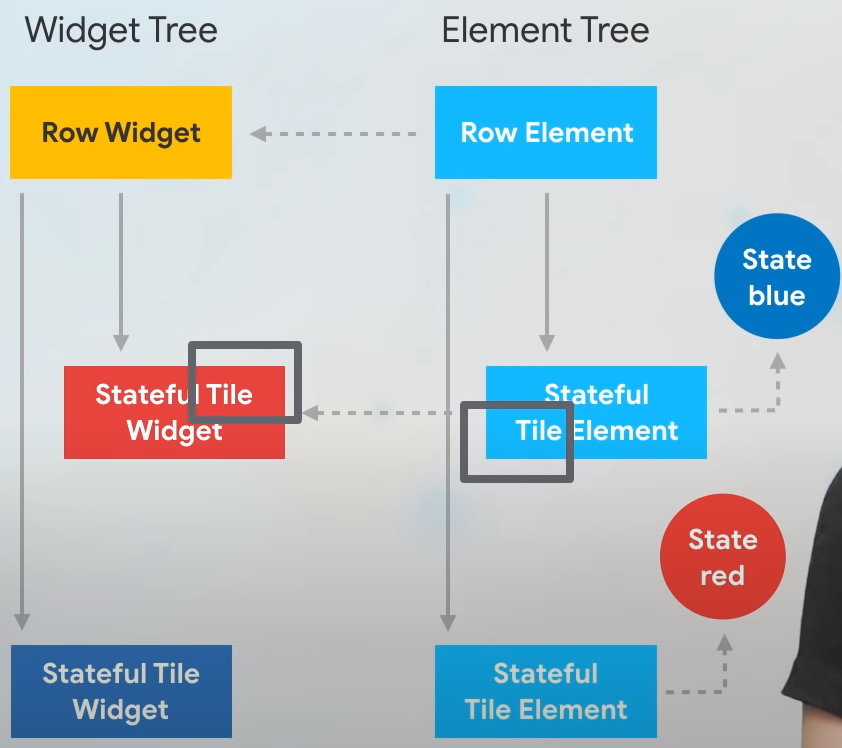 Widget Tree
Element Tree
Row Widget
Row Element
State
blue
Stateful Tile
Widget
Stateful
Tile Element
State
red
Stateful Tile
Widget
Stateful
Tile Element